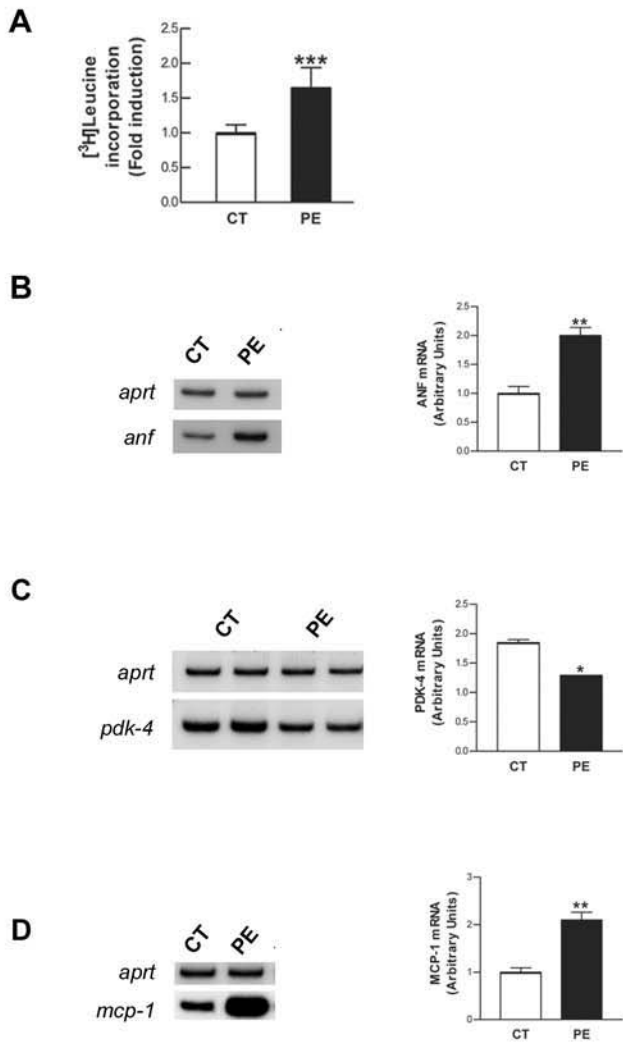 A
[³H]Leucine
incorporation
(Fold induction)
2.5
2.0
1.5
1.0
0.5
0.0
***
CT
PE
B
CT
PE
aprt
anf
ANF mRNA
(Arbitrary Units)
2.5
2.0
1.5
1.0
0.5
0.0
**
CT
PE
C
CT
PE
aprt
pdk-4
PDK-4 mRNA
(Arbitrary Units)
2.5
2.0
1.5
1.0
0.5
0.0
*
CT
PE
D
CT
PE
aprt
mcp-1
MCP-1 mRNA
(Arbitrary Units)
3
2
1
0
**
CT
PE